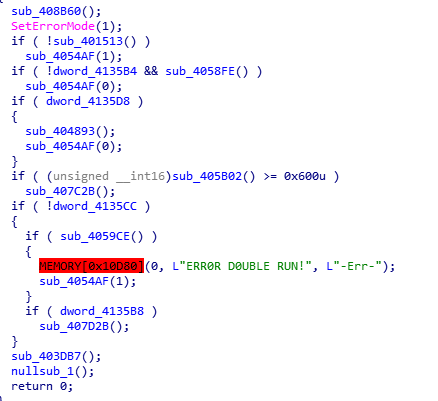 sub_408B60();
SetErrorMode(1);
if ( !sub_401513() )
sub_4054AF(1);
if ( !dword_4135B4 && sub_4058FE() )
sub_4054AF(0);
if ( dword_4135D8 )
{
sub_404893();
sub_4054AF(0);
}
if ( (unsigned __int16)sub_405B02() >= 0x600u )
sub_407C2B();
if ( !dword_4135CC )
{
if ( sub_4059CE() )
{
MEMORY[0x10D80](0, L"ERR0R D0UBLE RUN!", L"-Err-");
sub_4054AF(1);
}
if ( dword_4135B8 )
sub_407D2B();
}
sub_403DB7();
nullsub_1();
return 0;